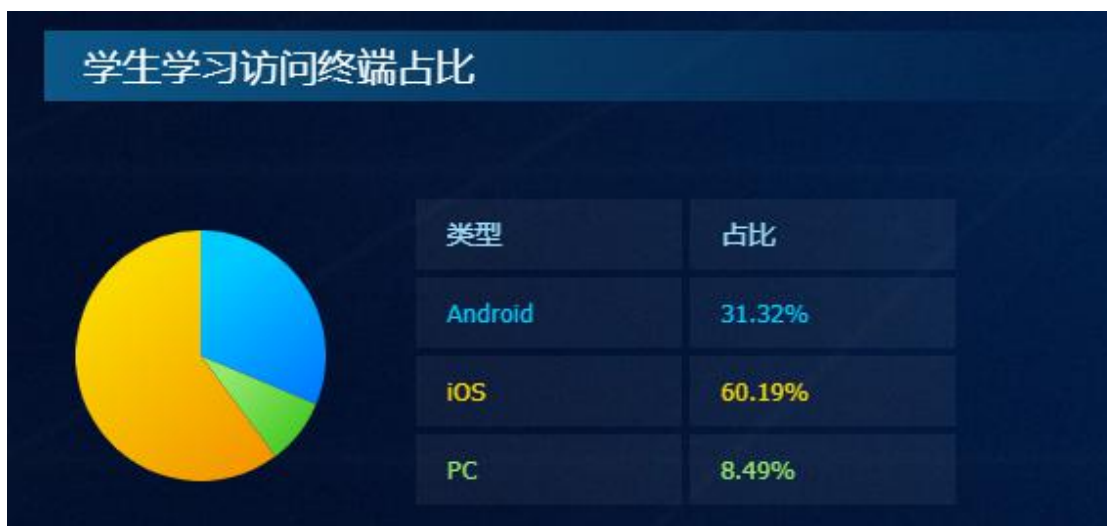 学生学习访问终端占比
类型 占比
Android 31.32%
iOS 60.19%
PC 8.49%